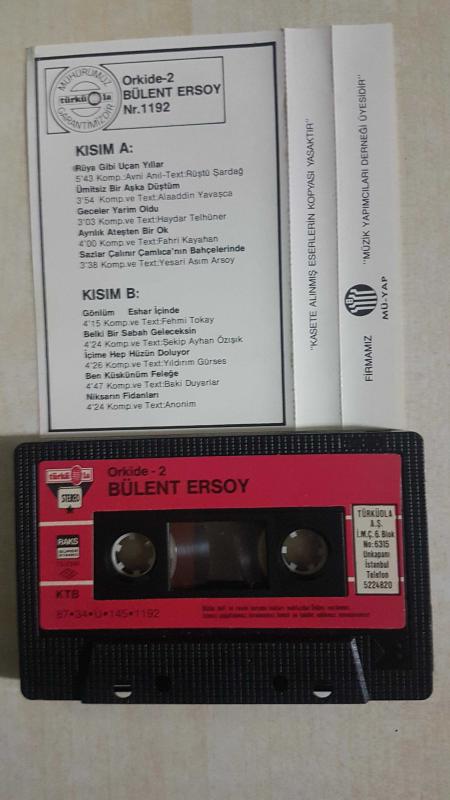 MÜHÜRÜMÜZ
türküola
GARANTİMİZDİR
Orkide-2
BÜLENT ERSOY
Nr.1192
KISIM A:
Rüya Gibi Uçan Yıllar
5'43 Komp.:Avni Anıl-Text:Rüştü Şardağ
Ümitsiz Bir Aşka Düştüm
3'54 Komp.ve Text:Alaaddin Yavaşca
Geceler Yarim Oldu
3'03 Komp.ve Text:Haydar Telhüner
Ayrılık Ateşten Bir Ok
4'00 Komp.ve Text:Fahri Kayahan
Sazlar Çalınır Çamlıca'nın Bahçelerinde
3'38 Komp.ve Text:Yesari Asım Arsoy
KISIM B:
Gönlüm Eshar İçinde
4'15 Komp.ve Text:Fehmi Tokay
Belki Bir Sabah Geleceksin
4'24 Komp.ve Text:Şekip Ayhan Özışık
İçime Hep Hüzün Doluyor
4'26 Komp.ve Text:Yıldırım Gürses
Ben Küskünüm Feleğe
4'47 Komp.ve Text:Baki Duyarlar
Niksarın Fidanları
4'24 Komp.ve Text:Anonim
"KASETE ALINMIŞ ESERLERİN KOPYASI YASAKTIR"
FİRMAMIZ MÜ-YAP "MÜZİK YAPIMCILARI DERNEĞİ ÜYESİDİR"
türküola
STEREO
Orkide - 2
BÜLENT ERSOY
RAKS
KTB
87•34•U•145•1192
TÜRKÜOLA
A.Ş.
İ.M.Ç. 6. Blok
No: 6315
Unkapanı
İstanbul
Telefon
5224820